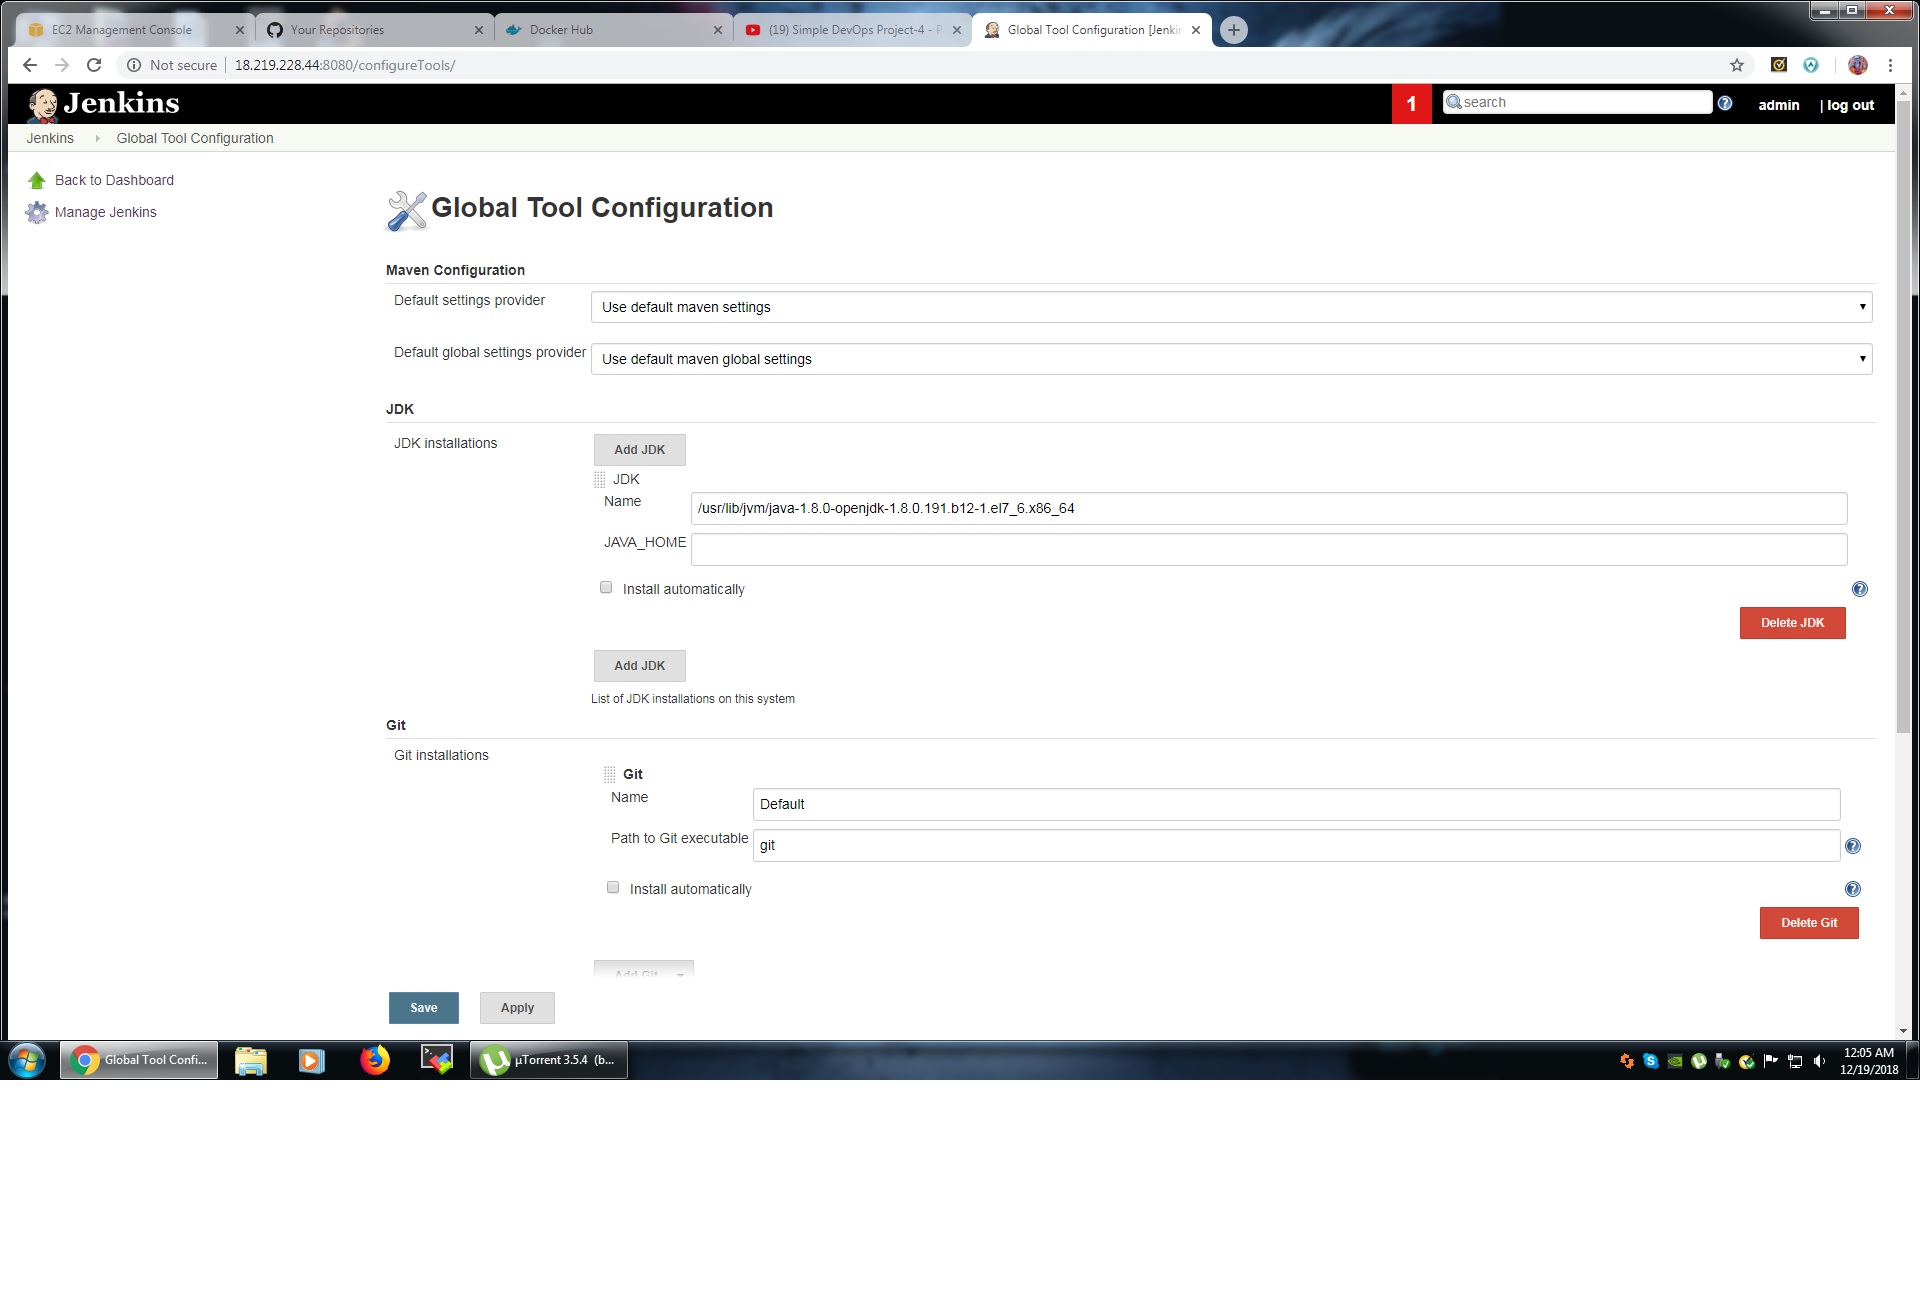 EC2 Management Console
Your Repositories
Docker Hub
(19) Simple DevOps Project-4 - P
Global Tool Configuration [Jenkin
Not secure | 18.219.228.44:8080/configureTools/
Jenkins
1
search
admin
| log out
Jenkins
Global Tool Configuration
Back to Dashboard
Manage Jenkins
Global Tool Configuration
Maven Configuration
Default settings provider
Use default maven settings
Default global settings provider
Use default maven global settings
JDK
JDK installations
Add JDK
JDK
Name
/usr/lib/jvm/java-1.8.0-openjdk-1.8.0.191.b12-1.el7_6.x86_64
JAVA_HOME
Install automatically
Delete JDK
Add JDK
List of JDK installations on this system
Git
Git installations
Git
Name
Default
Path to Git executable
git
Install automatically
Delete Git
Add Git
Save
Apply
Global Tool Confi...
µTorrent 3.5.4 (b...
12:05 AM
12/19/2018